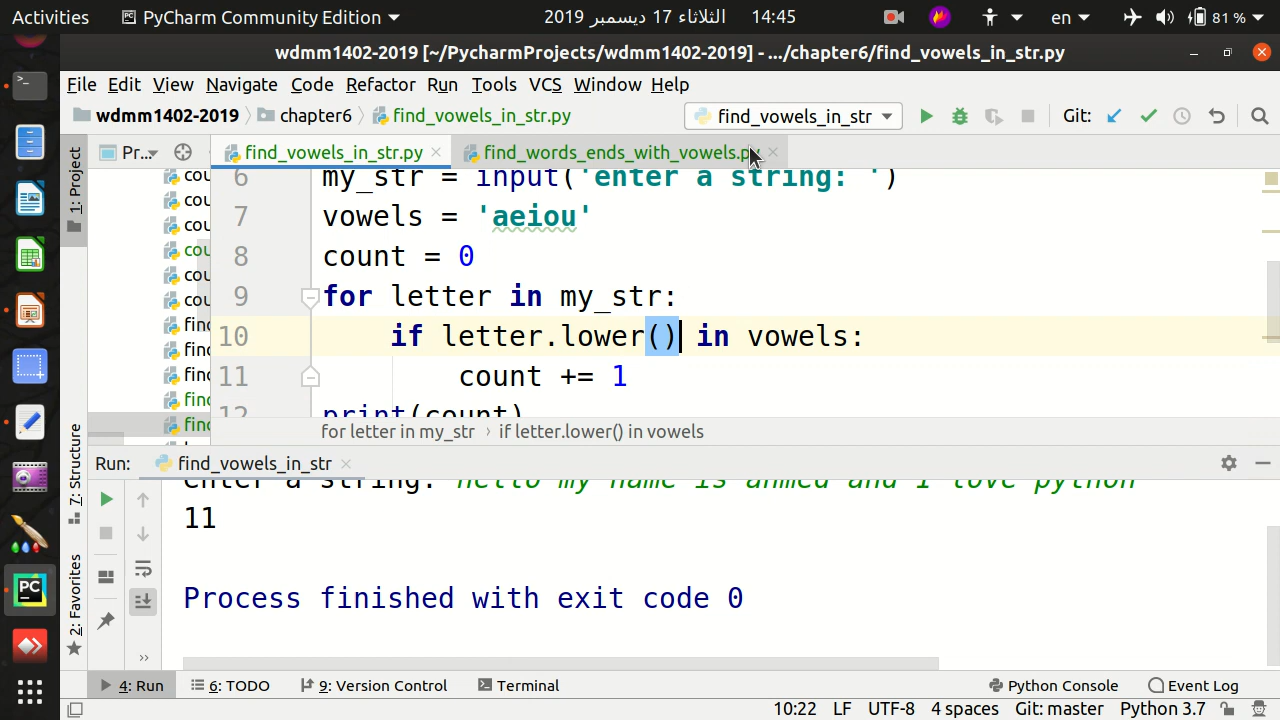 Activities PyCharm Community Edition 2019 الثلاثاء 17 ديسمبر 14:45 en 81 %
wdmm1402-2019 [~/PycharmProjects/wdmm1402-2019] - .../chapter6/find_vowels_in_str.py
File Edit View Navigate Code Refactor Run Tools VCS Window Help
wdmm1402-2019 chapter6 find_vowels_in_str.py find_vowels_in_str Git:
1: Project Pr... find_vowels_in_str.py find_words_ends_with_vowels.py
6 my_str = input('enter a string: ')
7 vowels = 'aeiou'
8 count = 0
9 for letter in my_str:
10 if letter.lower() in vowels:
11 count += 1
12 print(count)
for letter in my_str › if letter.lower() in vowels
Run: find_vowels_in_str
enter a string: hello my name is ahmed and I love python
11
Process finished with exit code 0
7: Structure
2: Favorites
4: Run 6: TODO 9: Version Control Terminal Python Console Event Log
10:22 LF UTF-8 4 spaces Git: master Python 3.7